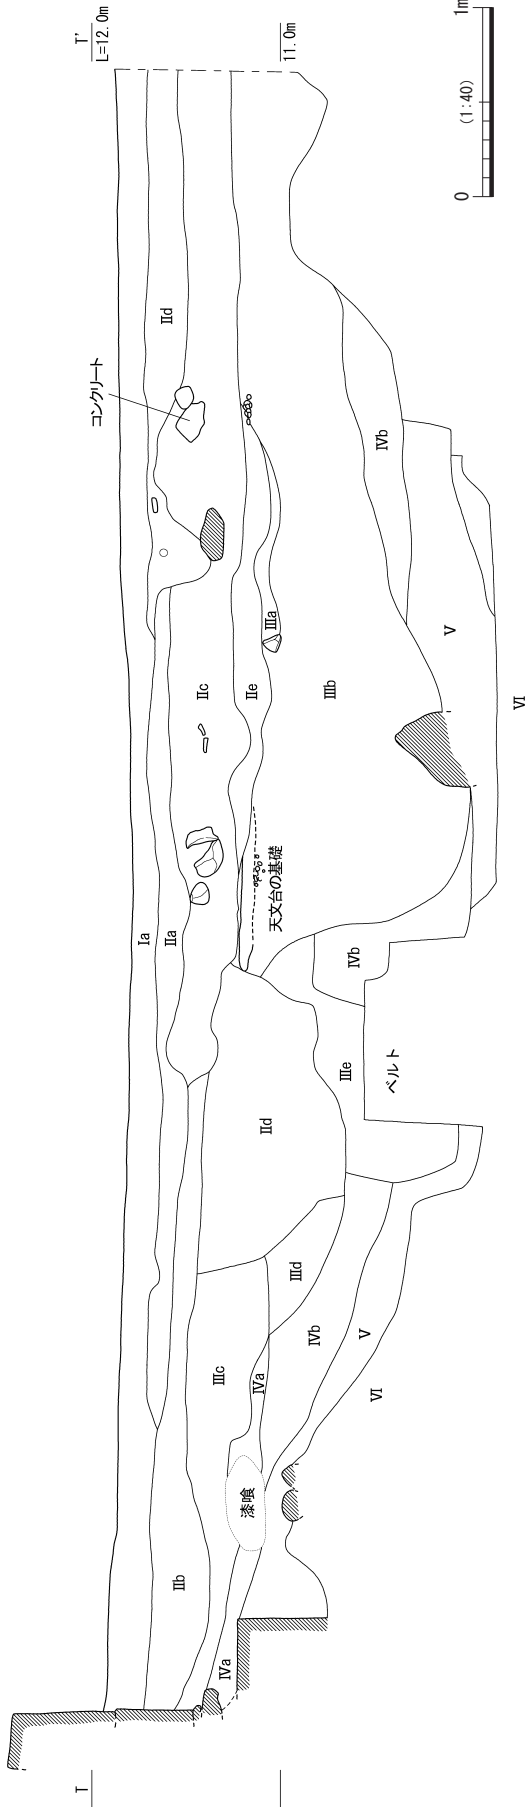 T'
L=12.0m
11.0m
1m
(1:40)
0
コンクリート
Ⅱd
Ⅳb
Ⅲa
Ⅴ
Ⅱc
Ⅱe
Ⅲb
Ⅵ
Ⅰa
Ⅱa
天文台の基礎
Ⅳb
Ⅲe
ベルト
Ⅱd
Ⅲd
Ⅳb
Ⅴ
Ⅵ
Ⅲc
Ⅳa
漆喰
Ⅱb
Ⅳa
T